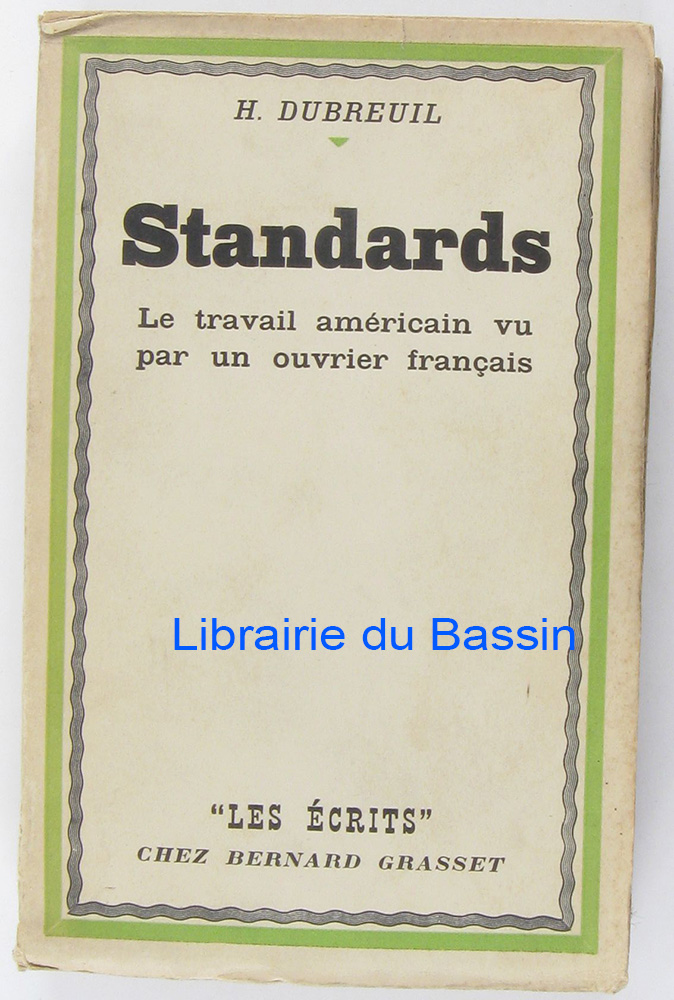 H. DUBREUIL
Standards
Le travail américain vu
par un ouvrier français
Librairie du Bassin
"LES ÉCRITS"
CHEZ BERNARD GRASSET